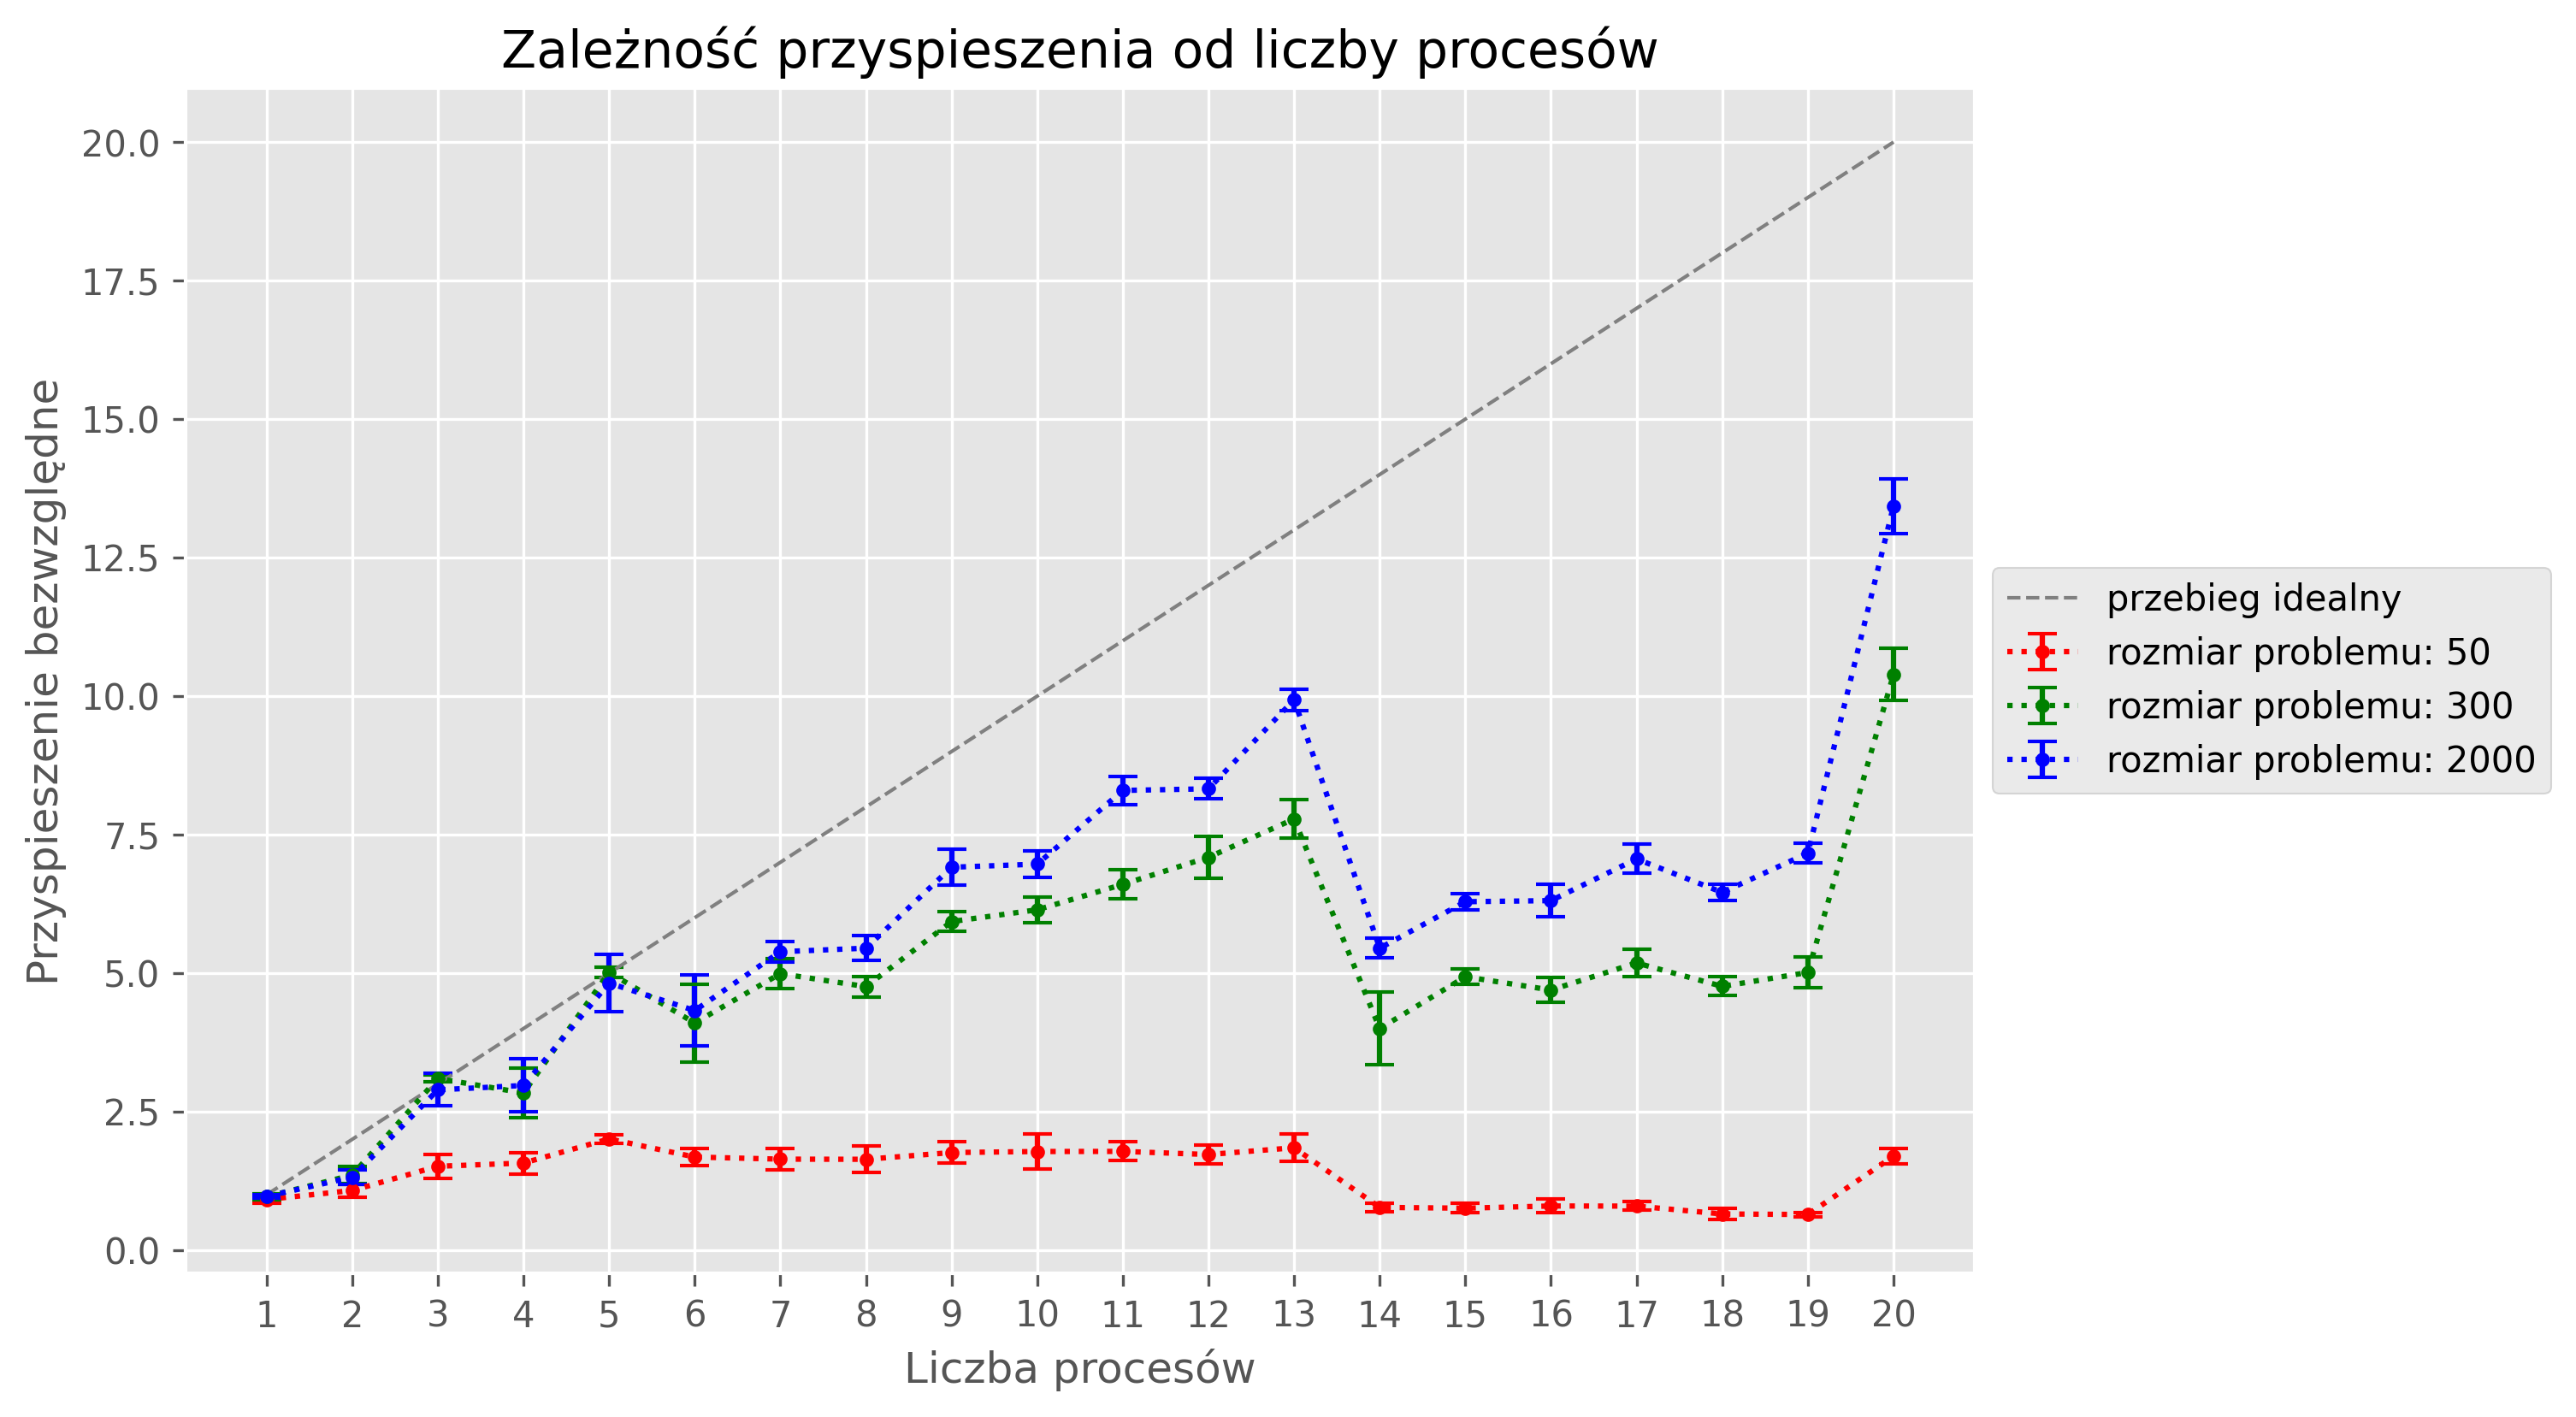 Zależność przyspieszenia od liczby procesów
Przyspieszenie bezwzględne
20.0
17.5
15.0
12.5
10.0
7.5
5.0
2.5
0.0
1 2 3 4 5 6 7 8 9 10 11 12 13 14 15 16 17 18 19 20
Liczba procesów
przebieg idealny
rozmiar problemu: 50
rozmiar problemu: 300
rozmiar problemu: 2000